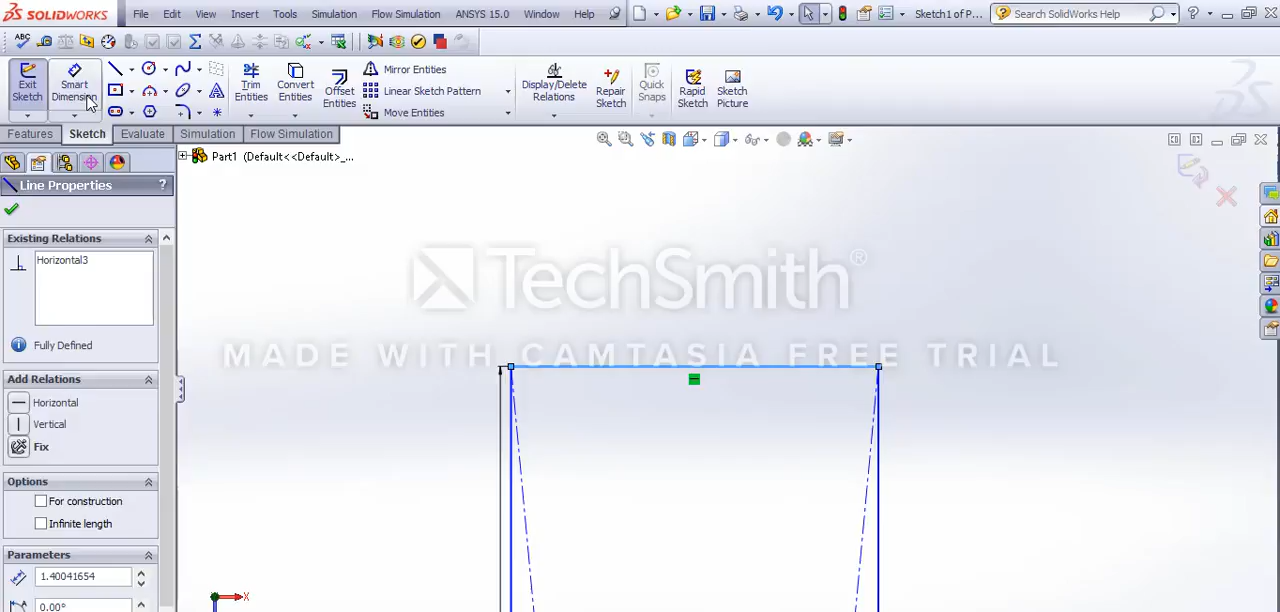 SOLIDWORKS File Edit View Insert Tools Simulation Flow Simulation ANSYS 15.0 Window Help Sketch1 of P... Search SolidWorks Help
ABC
Exit Sketch
Smart Dimension
Trim Entities
Convert Entities
Offset Entities
Mirror Entities
Linear Sketch Pattern
Move Entities
Display/Delete Relations
Repair Sketch
Quick Snaps
Rapid Sketch
Sketch Picture
Features Sketch Evaluate Simulation Flow Simulation
Part1 (Default<<Default>_...
Line Properties ?
Existing Relations
Horizontal3
Fully Defined
Add Relations
Horizontal
Vertical
Fix
Options
For construction
Infinite length
Parameters
1.40041654
0.00°
TechSmith®
MADE WITH CAMTASIA FREE TRIAL
X